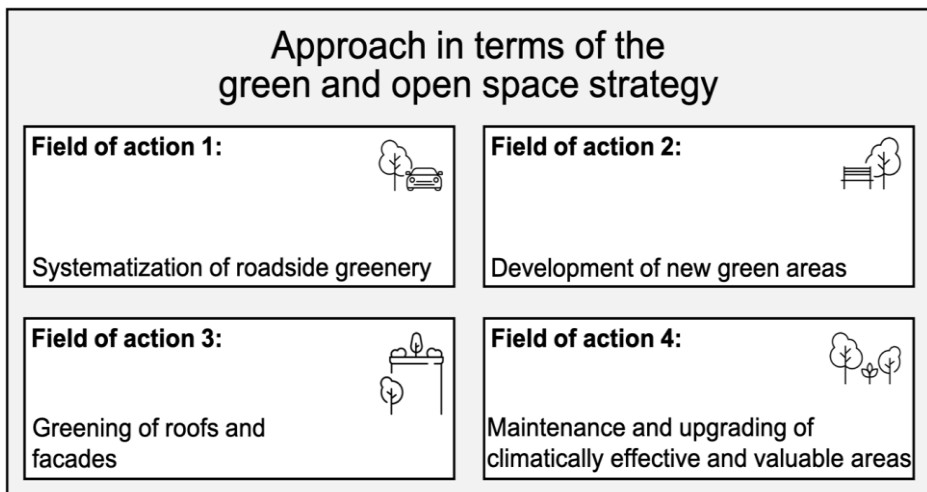 Approach in terms of the
green and open space strategy
Field of action 1:
Systematization of roadside greenery
Field of action 2:
Development of new green areas
Field of action 3:
Greening of roofs and
facades
Field of action 4:
Maintenance and upgrading of
climatically effective and valuable areas